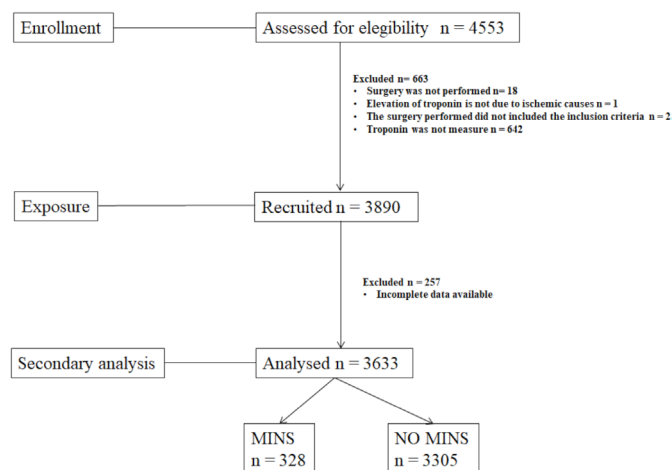 Enrollment
Assessed for elegibility n = 4553
Excluded n= 663
• Surgery was not performed n= 18
• Elevation of troponin is not due to ischemic causes n = 1
• The surgery performed did not included the inclusion criteria n = 2
• Troponin was not measure n = 642
Exposure
Recruited n = 3890
Excluded n = 257
• Incomplete data available
Secondary analysis
Analysed n = 3633
MINS
n = 328
NO MINS
n = 3305